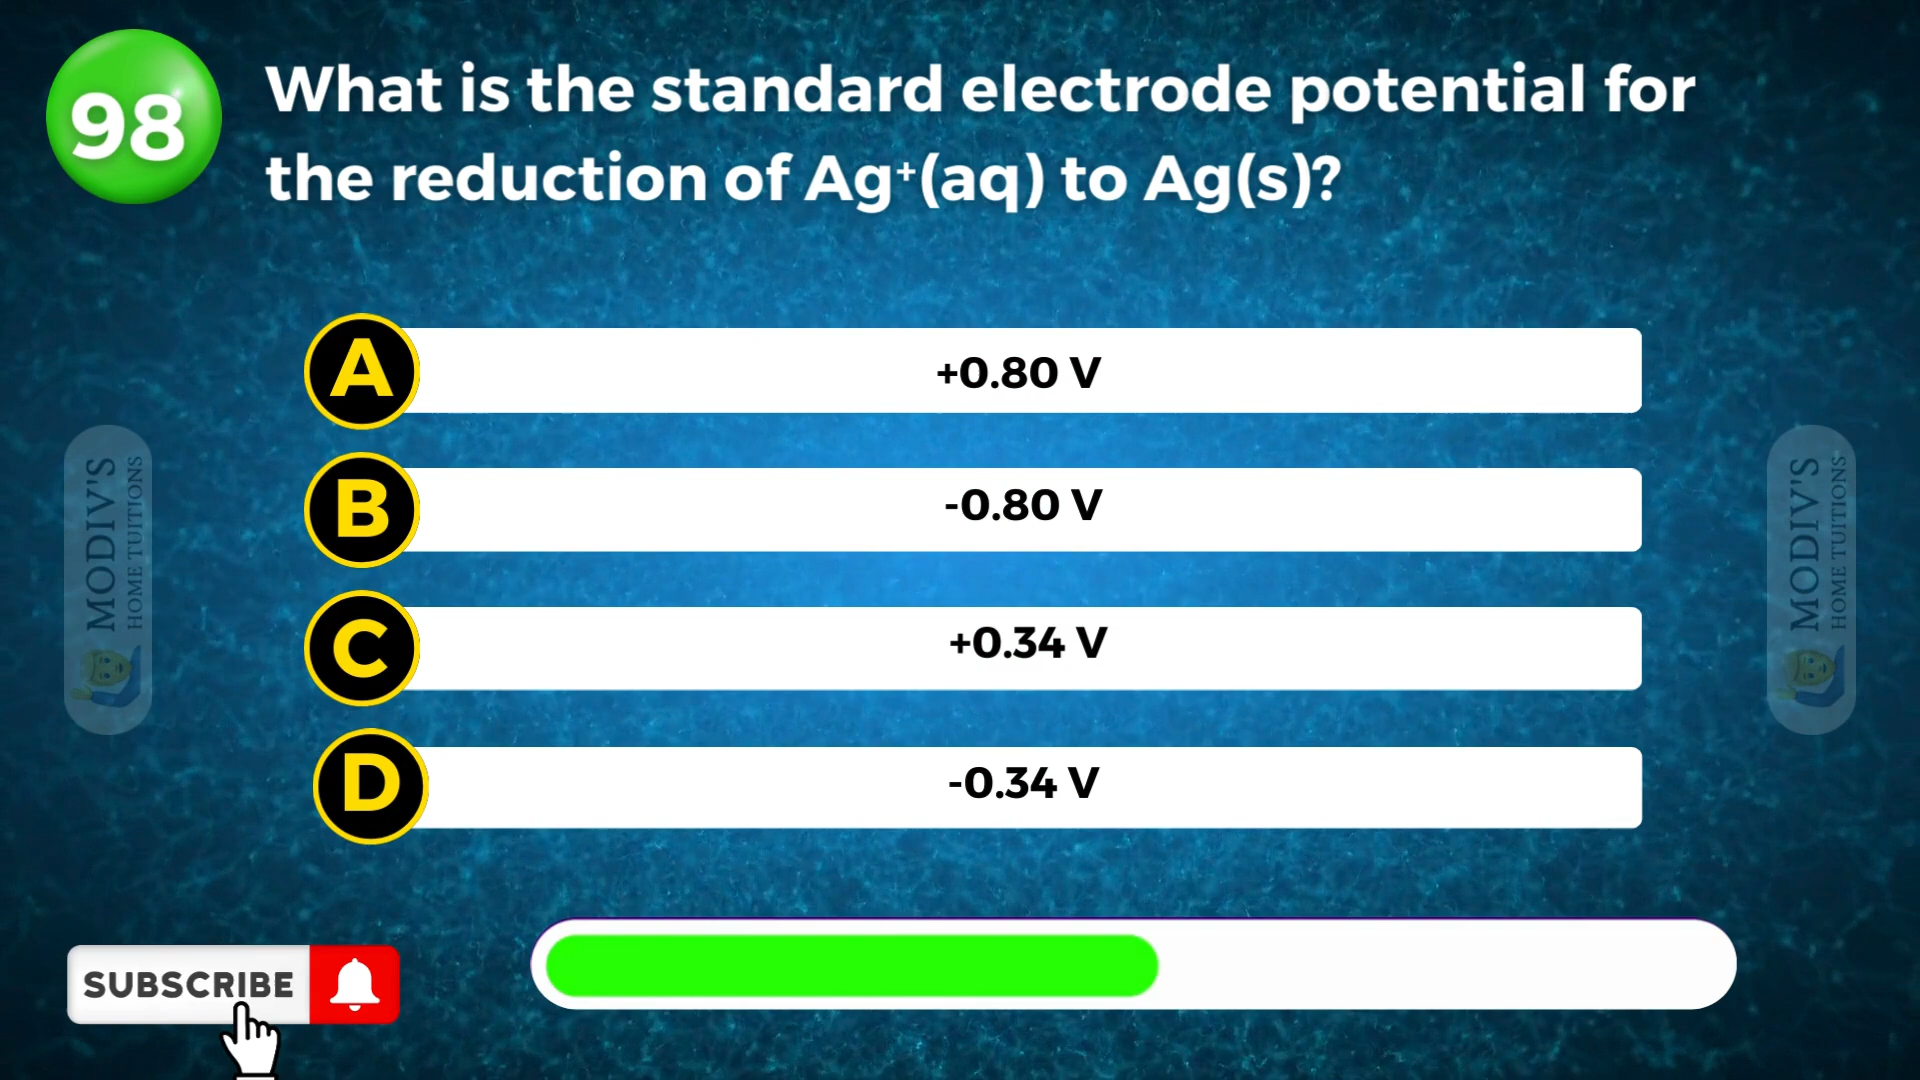 98
What is the standard electrode potential for
the reduction of Ag⁺(aq) to Ag(s)?
A
+0.80 V
B
-0.80 V
C
+0.34 V
D
-0.34 V
MODIV'S
HOME TUITIONS
MODIV'S
HOME TUITIONS
SUBSCRIBE